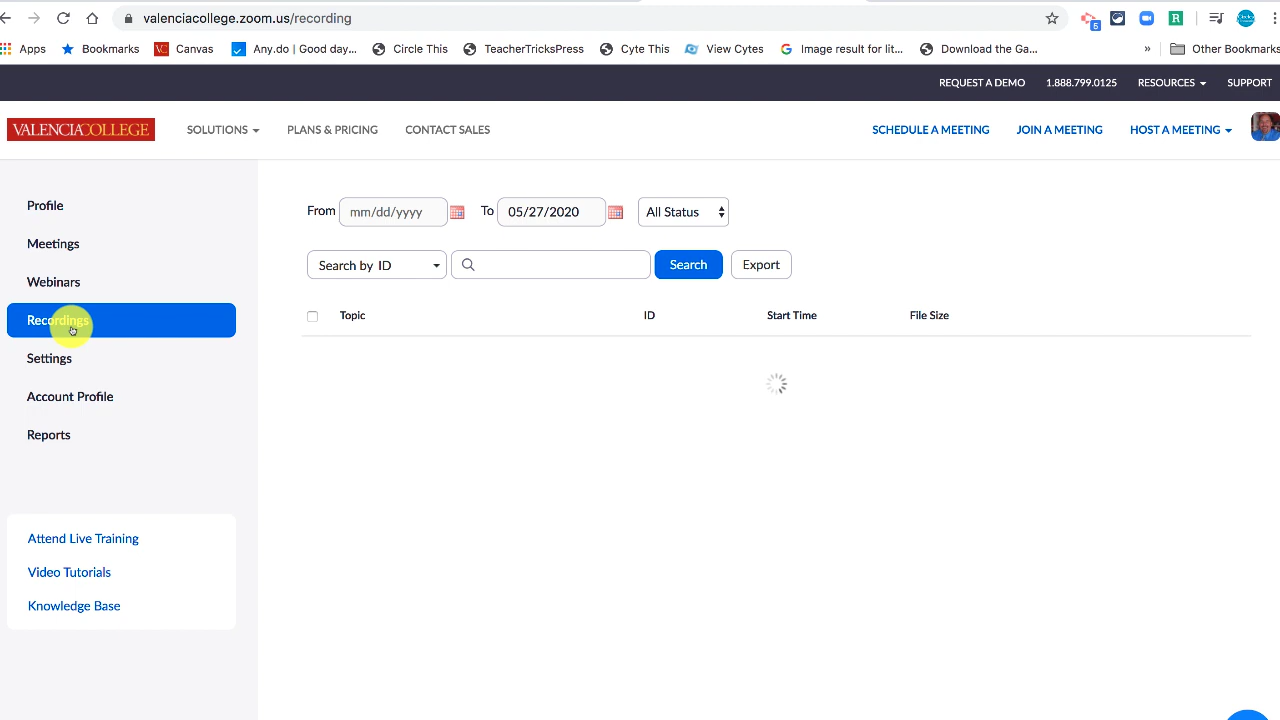 valenciacollege.zoom.us/recording
5
R
Apps Bookmarks VC Canvas Any.do | Good day... Circle This TeacherTricksPress Cyte This View Cytes Image result for lit... Download the Ga... » Other Bookmarks
REQUEST A DEMO 1.888.799.0125 RESOURCES SUPPORT
VALENCIACOLLEGE SOLUTIONS PLANS & PRICING CONTACT SALES SCHEDULE A MEETING JOIN A MEETING HOST A MEETING
Profile
Meetings
Webinars
Recordings
Settings
Account Profile
Reports
Attend Live Training
Video Tutorials
Knowledge Base
From mm/dd/yyyy To 05/27/2020 All Status
Search by ID Search Export
Topic ID Start Time File Size